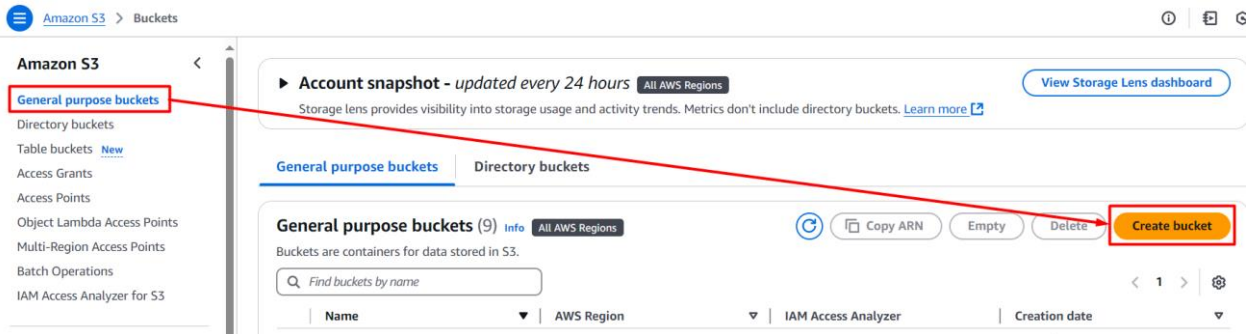 Amazon S3 > Buckets
Amazon S3
General purpose buckets
Directory buckets
Table buckets New
Access Grants
Access Points
Object Lambda Access Points
Multi-Region Access Points
Batch Operations
IAM Access Analyzer for S3
Account snapshot - updated every 24 hours All AWS Regions
View Storage Lens dashboard
Storage lens provides visibility into storage usage and activity trends. Metrics don't include directory buckets. Learn more
General purpose buckets Directory buckets
General purpose buckets (9) Info All AWS Regions
Copy ARN Empty Delete Create bucket
Buckets are containers for data stored in S3.
Find buckets by name
1
Name AWS Region IAM Access Analyzer Creation date